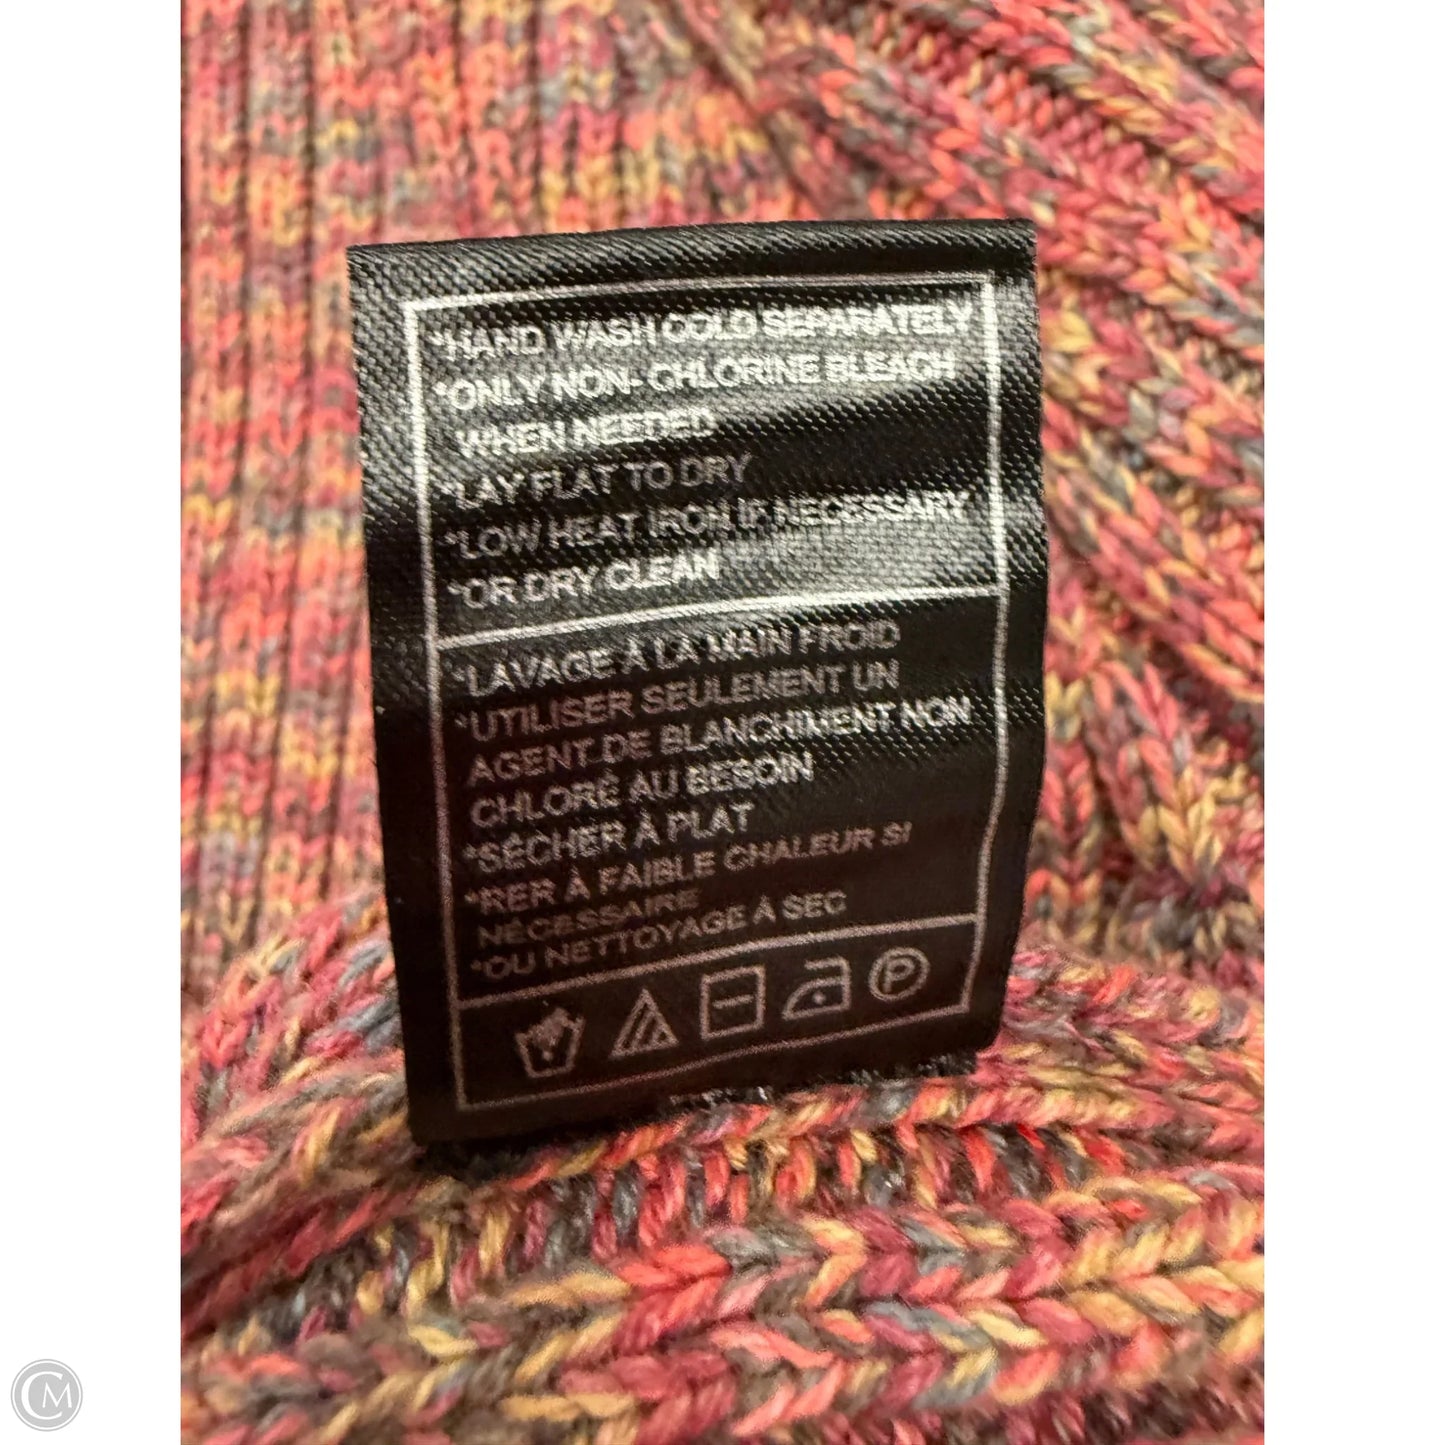 *HAND WASH COLD SEPARATELY
*ONLY NON- CHLORINE BLEACH
WHEN NEEDED
*LAY FLAT TO DRY
*LOW HEAT IRON IF NECESSARY
*OR DRY CLEAN
*LAVAGE À LA MAIN FROID
*UTILISER SEULEMENT UN
AGENT DE BLANCHIMENT NON
CHLORÉ AU BESOIN
*SÉCHER À PLAT
*RER À FAIBLE CHALEUR SI
NÉCESSAIRE
*OU NETTOYAGE À SEC
P
CM